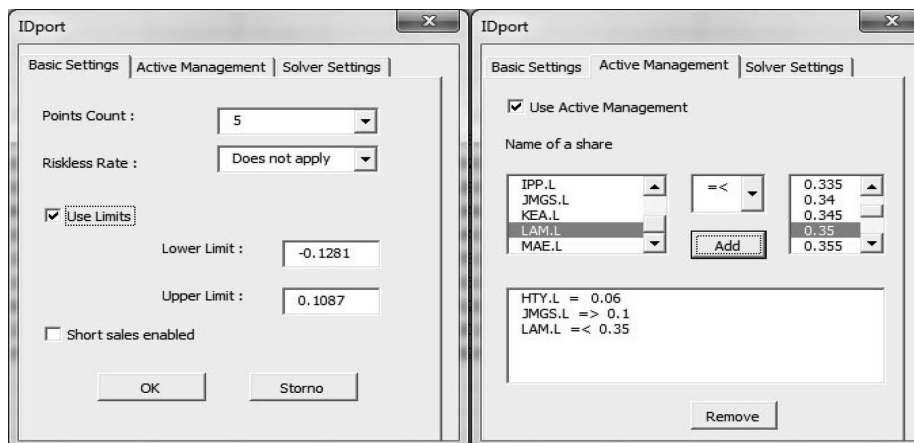 IDport
Basic Settings Active Management Solver Settings
Points Count : 5
Riskless Rate : Does not apply
Use Limits
Lower Limit : -0.1281
Upper Limit : 0.1087
Short sales enabled
OK Storno
IDport
Basic Settings Active Management Solver Settings
Use Active Management
Name of a share
IPP.L
JMGS.L
KEA.L
LAM.L
MAE.L
=<
Add
0.335
0.34
0.345
0.35
0.355
HTY.L = 0.06
JMGS.L => 0.1
LAM.L =< 0.35
Remove